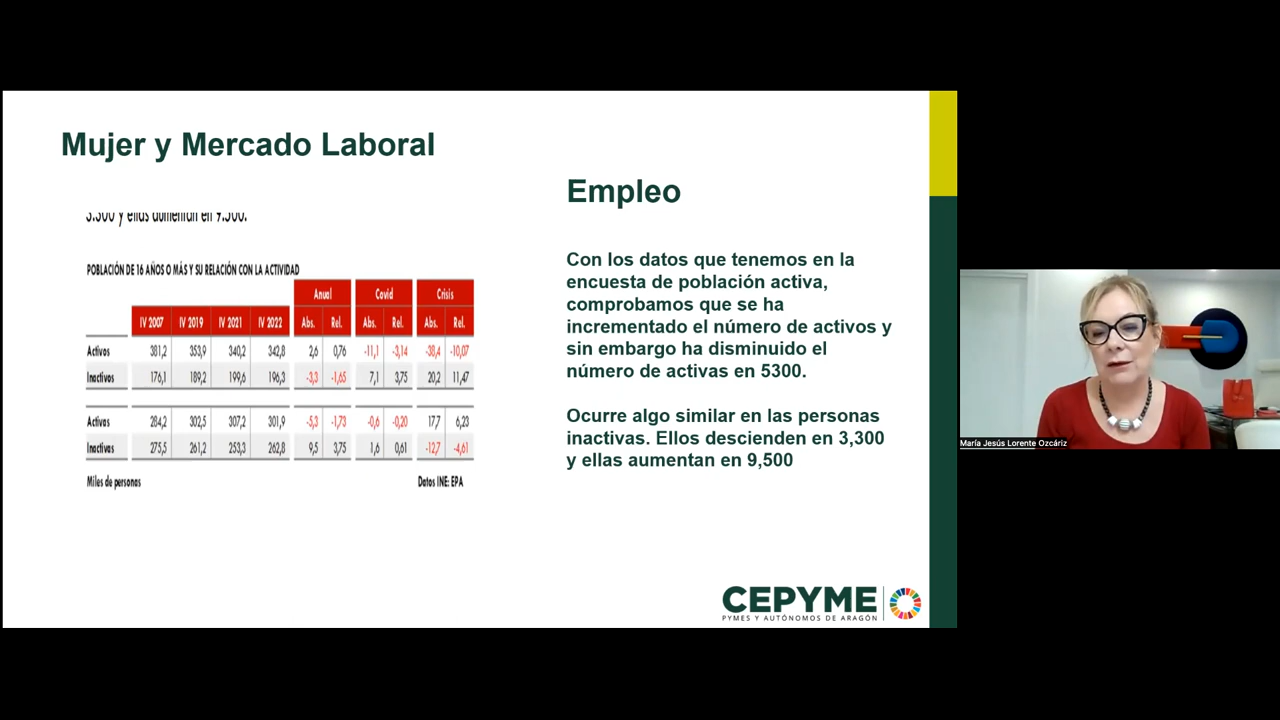 Mujer y Mercado Laboral
Empleo
3.300 y ellas aumentan en 9.500.
POBLACIÓN DE 16 AÑOS O MÁS Y SU RELACIÓN CON LA ACTIVIDAD
Anual Covid Crisis
IV 2007 IV 2019 IV 2021 IV 2022 Abs. Rel. Abs. Rel. Abs. Rel.
Activos 381,2 353,9 340,2 342,8 2,6 0,76 -11,1 -3,14 -38,4 -10,07
Inactivos 176,1 189,2 199,6 196,3 -3,3 -1,65 7,1 3,75 20,2 11,47
Activos 284,2 302,5 307,2 301,9 -5,3 -1,73 -0,6 -0,20 17,7 6,23
Inactivos 275,5 261,2 253,3 262,8 9,5 3,75 1,6 0,61 -12,7 -4,61
Miles de personas Datos INE: EPA
Con los datos que tenemos en la
encuesta de población activa,
comprobamos que se ha
incrementado el número de activos y
sin embargo ha disminuido el
número de activas en 5300.
Ocurre algo similar en las personas
inactivas. Ellos descienden en 3,300
y ellas aumentan en 9,500
CEPYME
PYMES Y AUTÓNOMOS DE ARAGÓN
María Jesús Lorente Ozcáriz